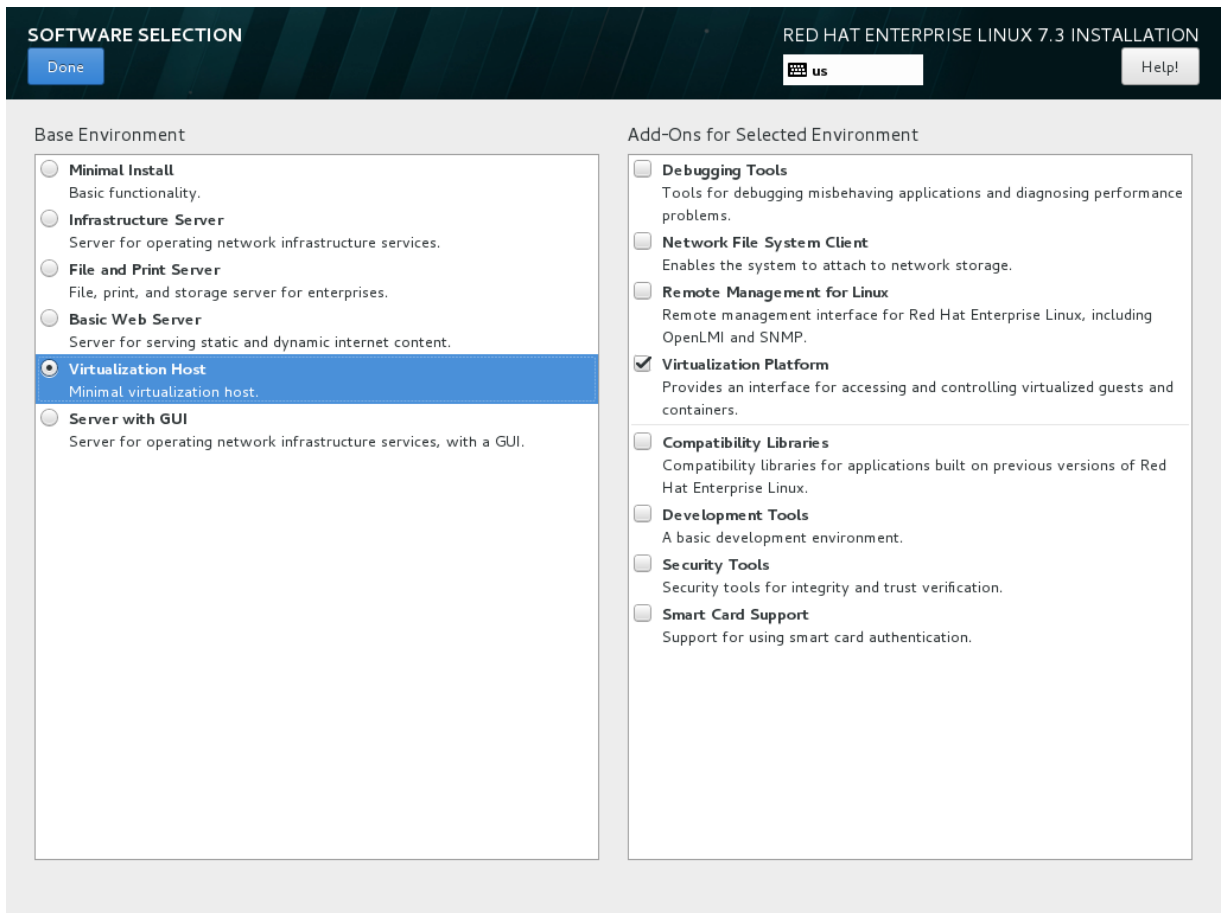 SOFTWARE SELECTION
Done
RED HAT ENTERPRISE LINUX 7.3 INSTALLATION
us
Help!
Base Environment
Minimal Install
Basic functionality.
Infrastructure Server
Server for operating network infrastructure services.
File and Print Server
File, print, and storage server for enterprises.
Basic Web Server
Server for serving static and dynamic internet content.
Virtualization Host
Minimal virtualization host.
Server with GUI
Server for operating network infrastructure services, with a GUI.
Add-Ons for Selected Environment
Debugging Tools
Tools for debugging misbehaving applications and diagnosing performance
problems.
Network File System Client
Enables the system to attach to network storage.
Remote Management for Linux
Remote management interface for Red Hat Enterprise Linux, including
OpenLMI and SNMP.
Virtualization Platform
Provides an interface for accessing and controlling virtualized guests and
containers.
Compatibility Libraries
Compatibility libraries for applications built on previous versions of Red
Hat Enterprise Linux.
Development Tools
A basic development environment.
Security Tools
Security tools for integrity and trust verification.
Smart Card Support
Support for using smart card authentication.